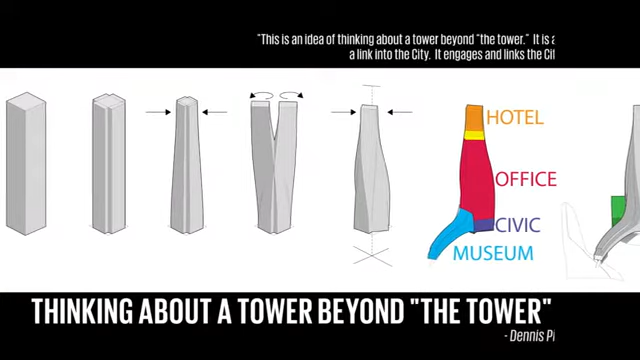 "This is an idea of thinking about a tower beyond "the tower." It is a
a link into the City. It engages and links the Cit
HOTEL
OFFICE
CIVIC
MUSEUM
THINKING ABOUT A TOWER BEYOND "THE TOWER"
- Dennis Pi